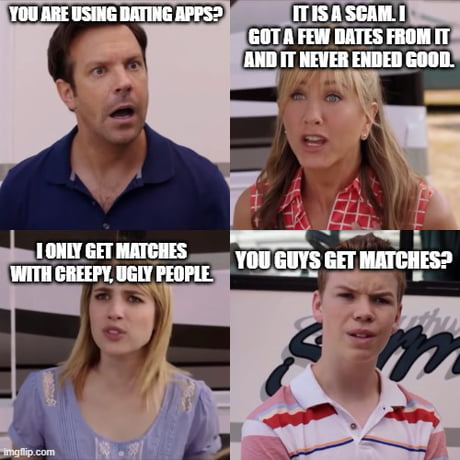 YOU ARE USING DATING APPS?
IT IS A SCAM. I
GOT A FEW DATES FROM IT
AND IT NEVER ENDED GOOD.
I ONLY GET MATCHES
WITH CREEPY, UGLY PEOPLE.
YOU GUYS GET MATCHES?
imgflip.com